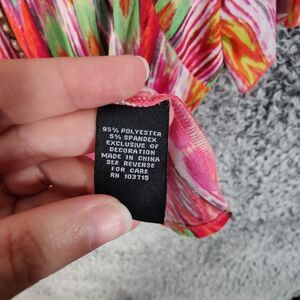 95% POLYESTER
5% SPANDEX
EXCLUSIVE OF
DECORATION
MADE IN CHINA
SEE REVERSE
FOR CARE
RN 103715